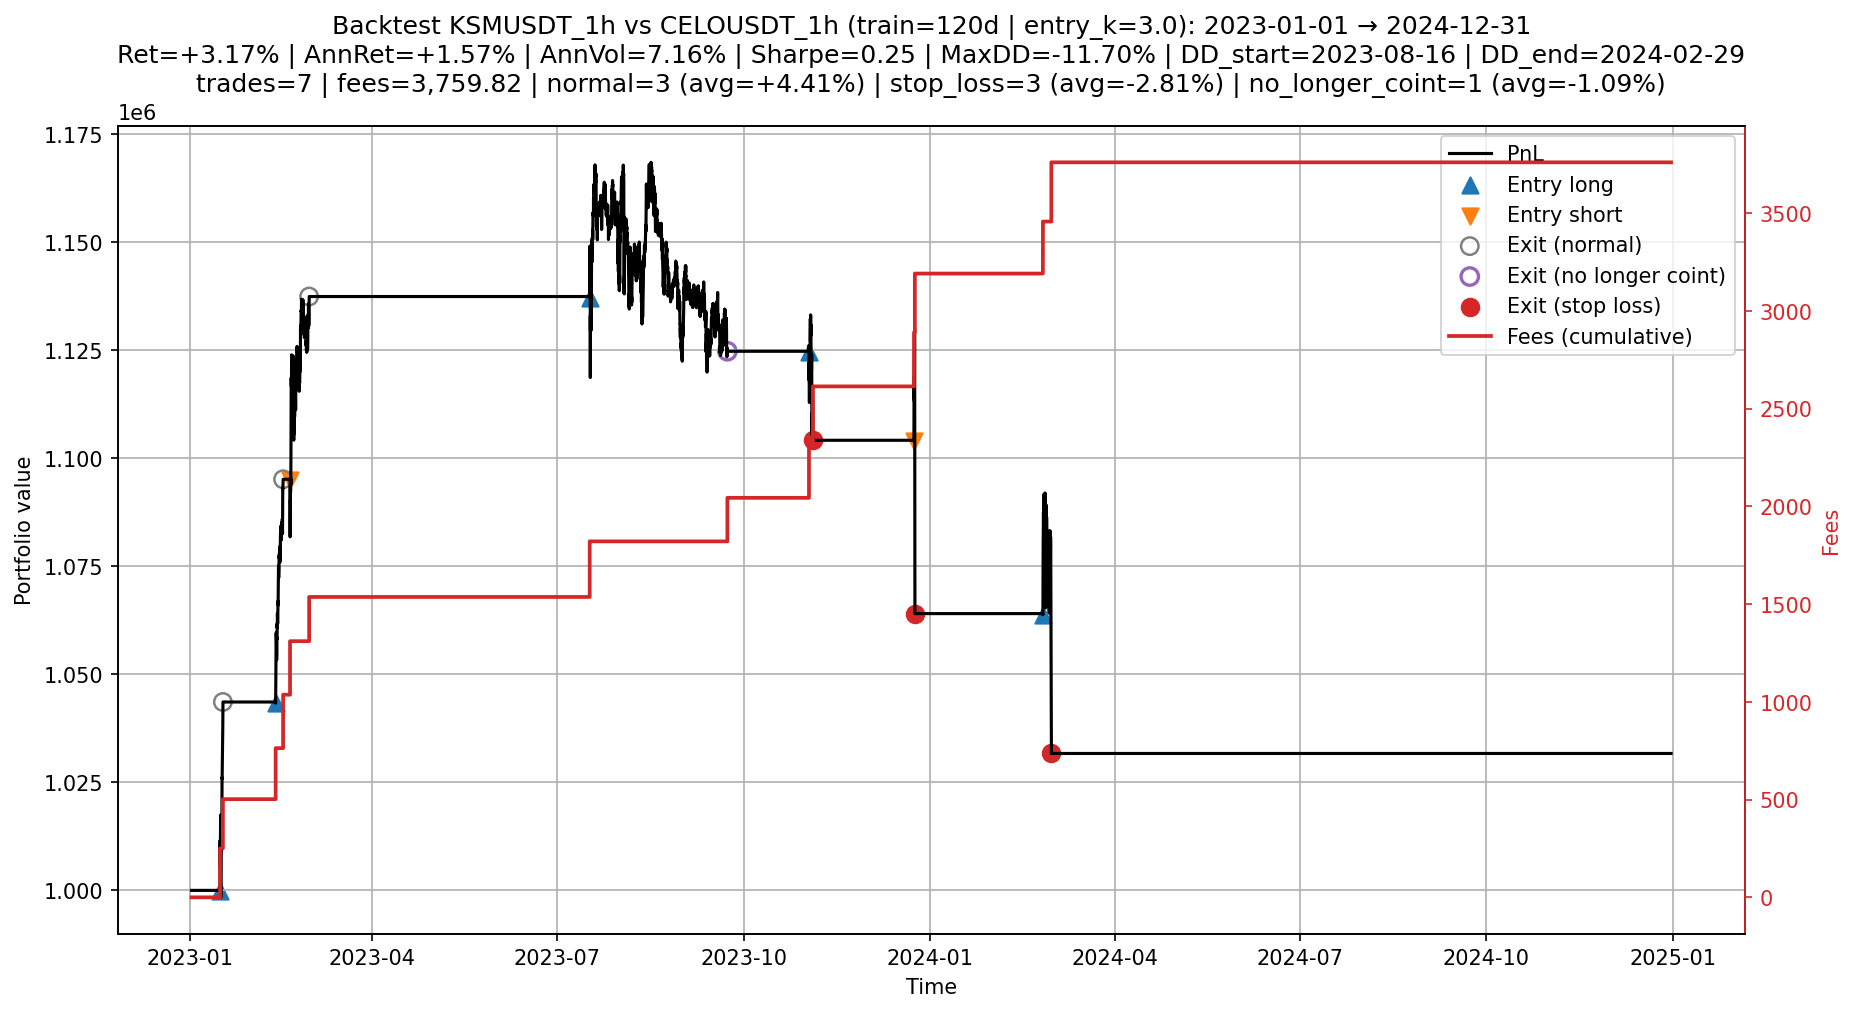 Backtest KSMUSDT_1h vs CELOUSDT_1h (train=120d | entry_k=3.0): 2023-01-01 → 2024-12-31
Ret=+3.17% | AnnRet=+1.57% | AnnVol=7.16% | Sharpe=0.25 | MaxDD=-11.70% | DD_start=2023-08-16 | DD_end=2024-02-29
trades=7 | fees=3,759.82 | normal=3 (avg=+4.41%) | stop_loss=3 (avg=-2.81%) | no_longer_coint=1 (avg=-1.09%)
1e6
1.175
1.150
1.125
1.100
1.075
1.050
1.025
1.000
Portfolio value
PnL
Entry long
Entry short
Exit (normal)
Exit (no longer coint)
Exit (stop loss)
Fees (cumulative)
3500
3000
2500
2000
1500
1000
500
0
Fees
2023-01
2023-04
2023-07
2023-10
2024-01
2024-04
2024-07
2024-10
2025-01
Time